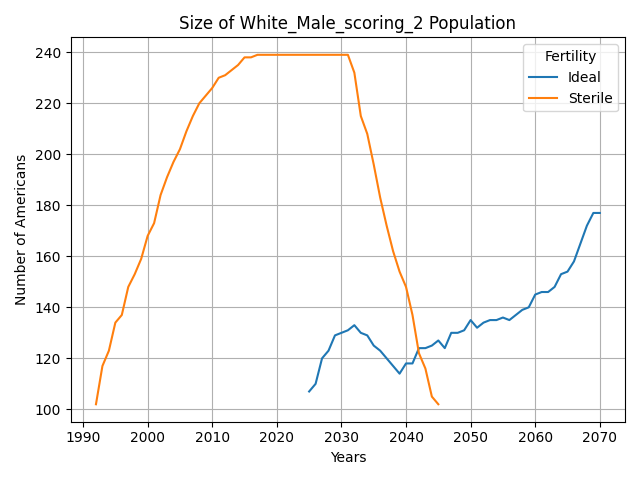 Size of White_Male_scoring_2 Population
Number of Americans
240
220
200
180
160
140
120
100
Fertility
Ideal
Sterile
1990 2000 2010 2020 2030 2040 2050 2060 2070
Years